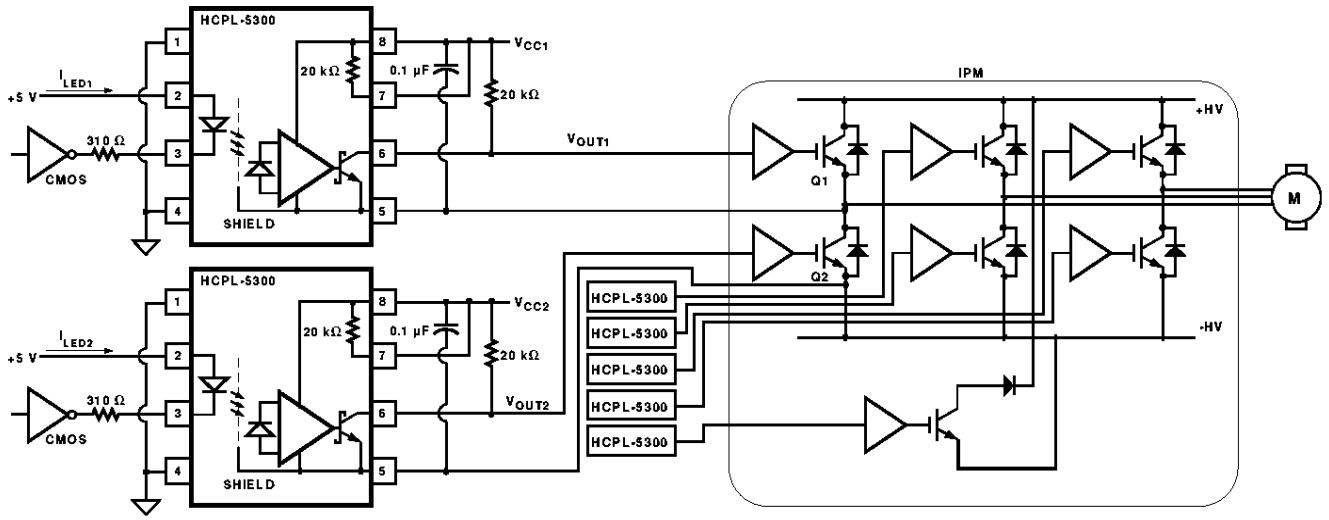 HCPL-5300
1
8
20 kΩ
0.1 µF
VCC1
ILED1
+5 V
2
7
20 kΩ
310 Ω
3
6
VOUT1
CMOS
4
5
SHIELD
IPM
+HV
Q1
M
Q2
-HV
HCPL-5300
1
8
20 kΩ
0.1 µF
VCC2
ILED2
+5 V
2
7
20 kΩ
310 Ω
3
6
VOUT2
CMOS
4
5
SHIELD
HCPL-5300
HCPL-5300
HCPL-5300
HCPL-5300
HCPL-5300